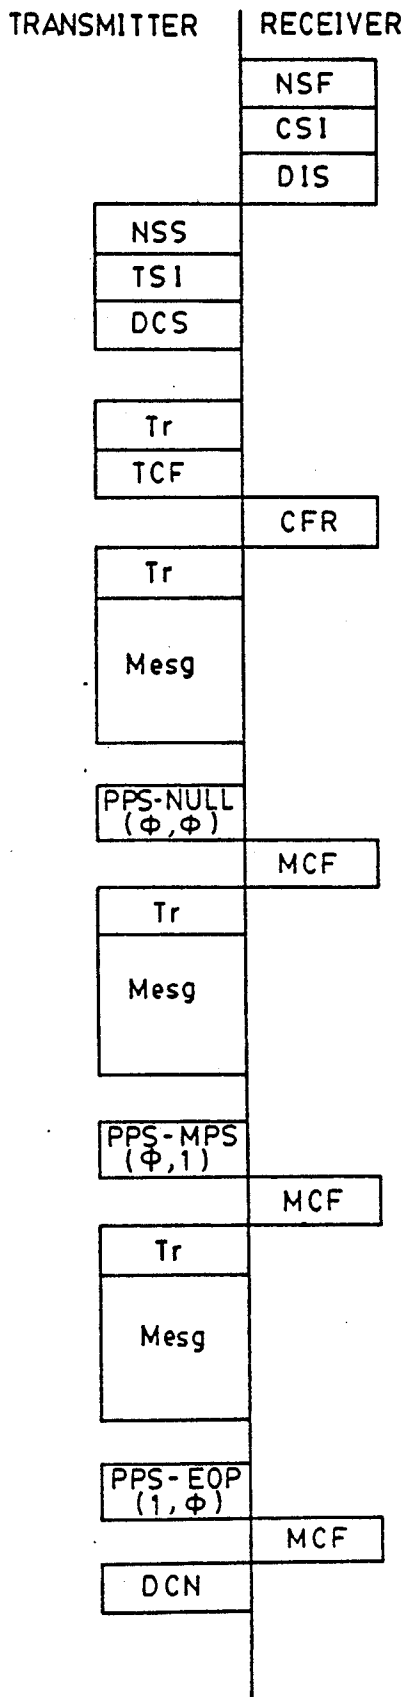 TRANSMITTER RECEIVER
NSF
CSI
DIS
NSS
TSI
DCS
Tr
TCF
CFR
Tr
Mesg
PPS-NULL
(Φ,Φ)
MCF
Tr
Mesg
PPS-MPS
(Φ,1)
MCF
Tr
Mesg
PPS-EOP
(1,Φ)
MCF
DCN